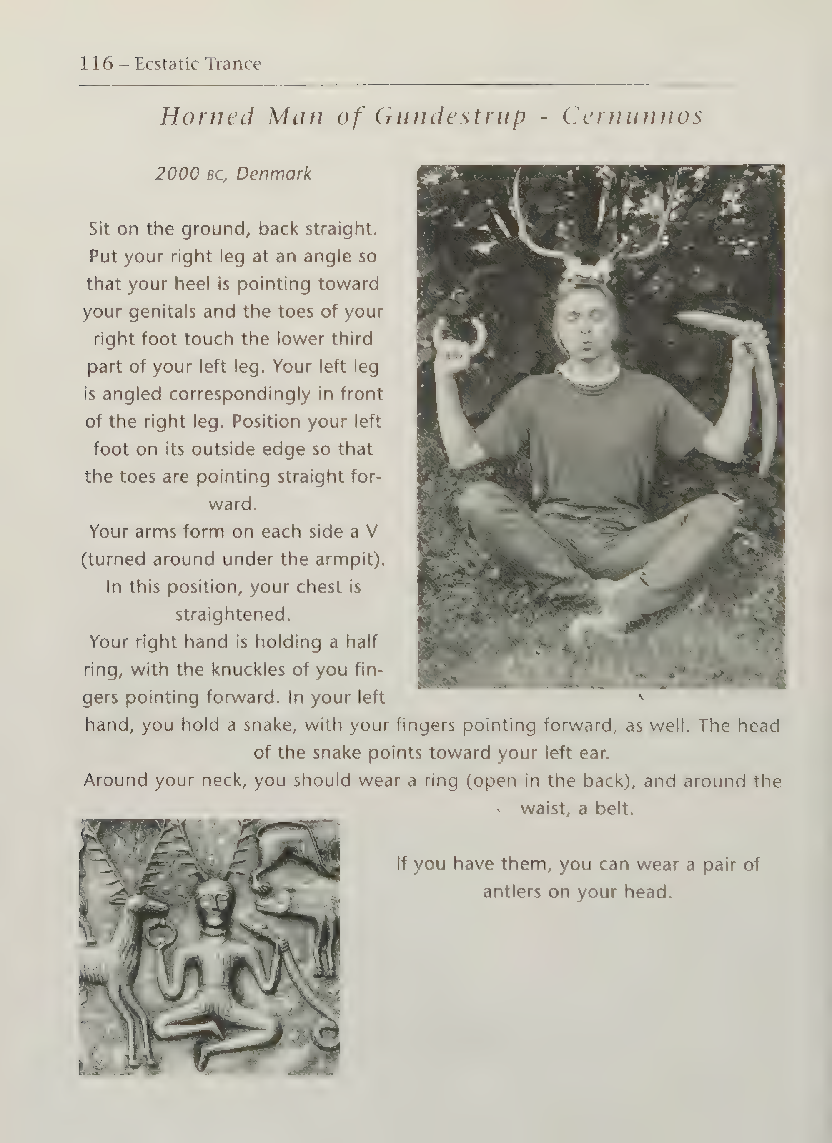 116 – Ecstatic Trance
Horned Man of Gundestrup - Cernunnos
2000 BC, Denmark
Sit on the ground, back straight.
Put your right leg at an angle so
that your heel is pointing toward
your genitals and the toes of your
right foot touch the lower third
part of your left leg. Your left leg
is angled correspondingly in front
of the right leg. Position your left
foot on its outside edge so that
the toes are pointing straight for-
ward.
Your arms form on each side a V
(turned around under the armpit).
In this position, your chest is
straightened.
Your right hand is holding a half
ring, with the knuckles of you fin-
gers pointing forward. In your left
hand, you hold a snake, with your fingers pointing forward, as well. The head
of the snake points toward your left ear.
Around your neck, you should wear a ring (open in the back), and around the
waist, a belt.
If you have them, you can wear a pair of
antlers on your head.